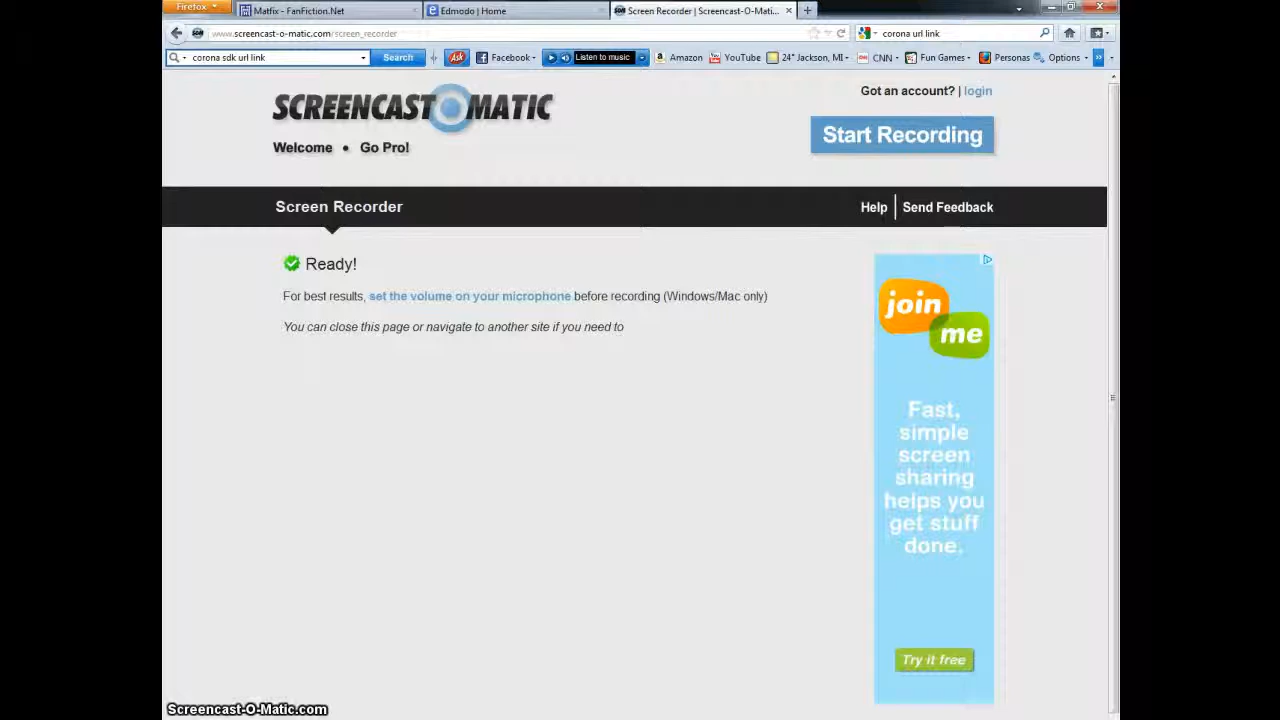 Firefox
Matfix - FanFiction.Net
Edmodo | Home
Screen Recorder | Screencast-O-Mati...
www.screencast-o-matic.com/screen_recorder
corona url link
corona sdk url link
Search
Ask
Facebook
Listen to music
Amazon
YouTube
24° Jackson, MI
CNN
Fun Games
Personas
Options
SCREENCAST O MATIC
Got an account? | login
Start Recording
Welcome • Go Pro!
Screen Recorder
Help
Send Feedback
Ready!
For best results, set the volume on your microphone before recording (Windows/Mac only)
You can close this page or navigate to another site if you need to
join
me
Fast,
simple
screen
sharing
helps you
get stuff
done.
Try it free
Screencast-O-Matic.com